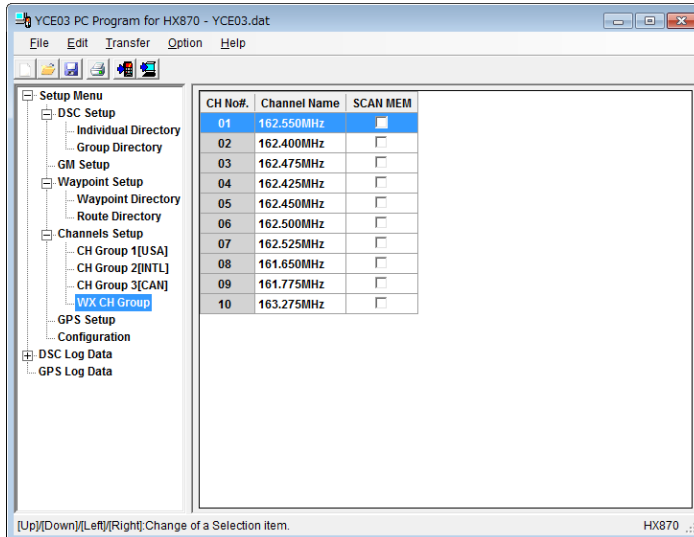 YCE03 PC Program for HX870 - YCE03.dat
File Edit Transfer Option Help
Setup Menu
DSC Setup
Individual Directory
Group Directory
GM Setup
Waypoint Setup
Waypoint Directory
Route Directory
Channels Setup
CH Group 1[USA]
CH Group 2[INTL]
CH Group 3[CAN]
WX CH Group
GPS Setup
Configuration
DSC Log Data
GPS Log Data
CH No#. Channel Name SCAN MEM
01 162.550MHz
02 162.400MHz
03 162.475MHz
04 162.425MHz
05 162.450MHz
06 162.500MHz
07 162.525MHz
08 161.650MHz
09 161.775MHz
10 163.275MHz
[Up]/[Down]/[Left]/[Right]:Change of a Selection item. HX870